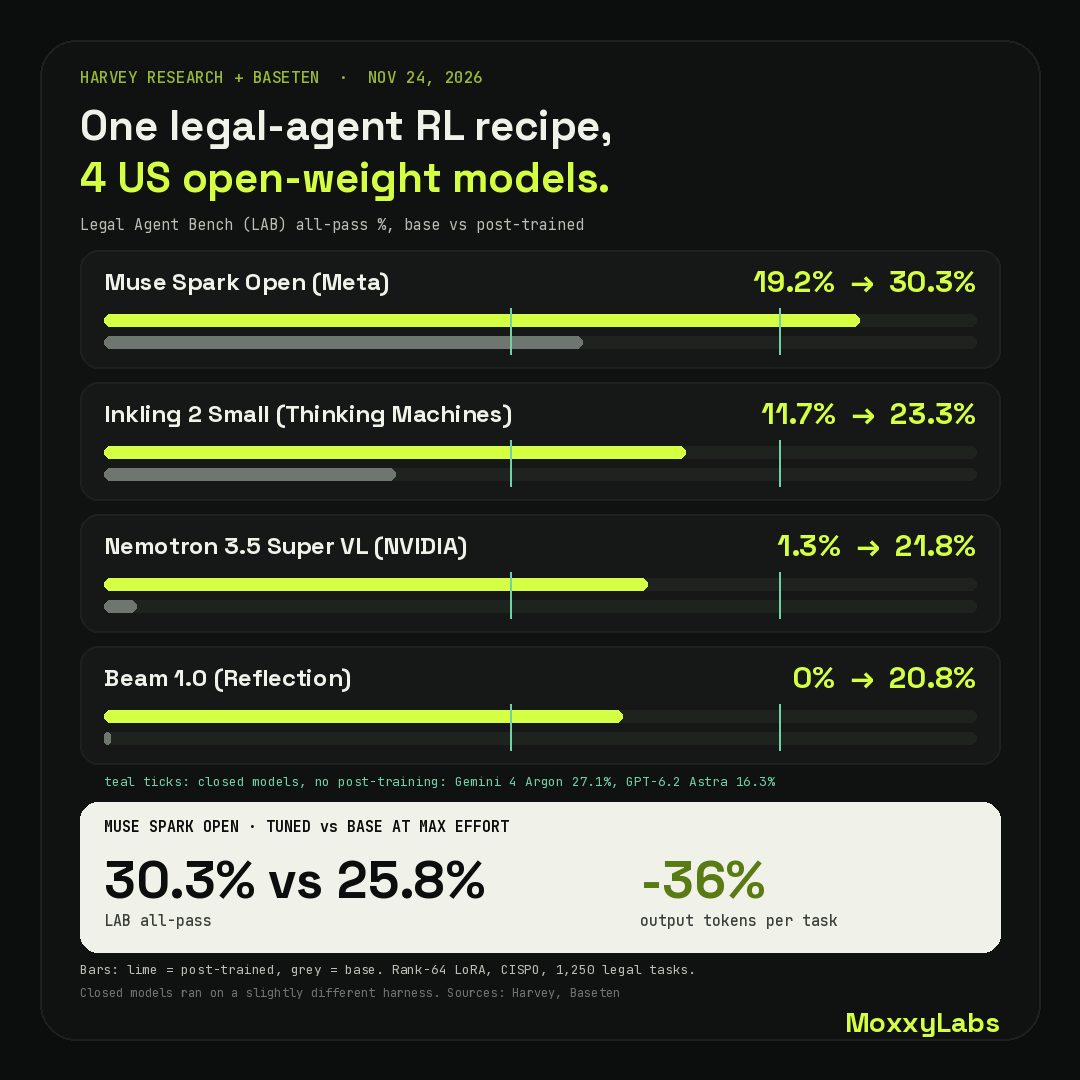 HARVEY RESEARCH + BASETEN · NOV 24, 2026
One legal-agent RL recipe,
4 US open-weight models.
Legal Agent Bench (LAB) all-pass %, base vs post-trained
Muse Spark Open (Meta) 19.2% → 30.3%
Inkling 2 Small (Thinking Machines) 11.7% → 23.3%
Nemotron 3.5 Super VL (NVIDIA) 1.3% → 21.8%
Beam 1.0 (Reflection) 0% → 20.8%
teal ticks: closed models, no post-training: Gemini 4 Argon 27.1%, GPT-6.2 Astra 16.3%
MUSE SPARK OPEN · TUNED vs BASE AT MAX EFFORT
30.3% vs 25.8% -36%
LAB all-pass output tokens per task
Bars: lime = post-trained, grey = base. Rank-64 LoRA, CISPO, 1,250 legal tasks.
Closed models ran on a slightly different harness. Sources: Harvey, Baseten
MoxxyLabs